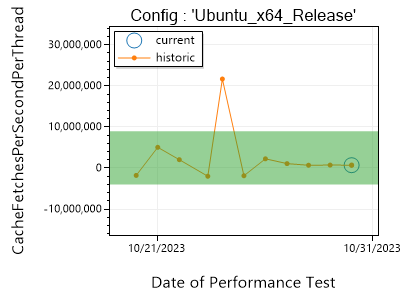 Config : 'Ubuntu_x64_Release'
CacheFetchesPerSecondPerThread
30,000,000
20,000,000
10,000,000
0
-10,000,000
current
historic
10/21/2023
10/31/2023
Date of Performance Test